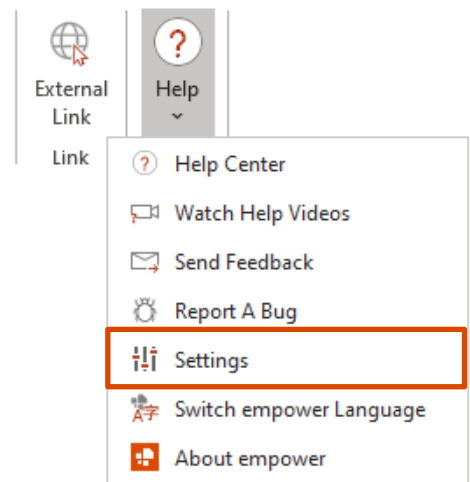 External
Link
Link
Help
Help Center
Watch Help Videos
Send Feedback
Report A Bug
Settings
Switch empower Language
About empower